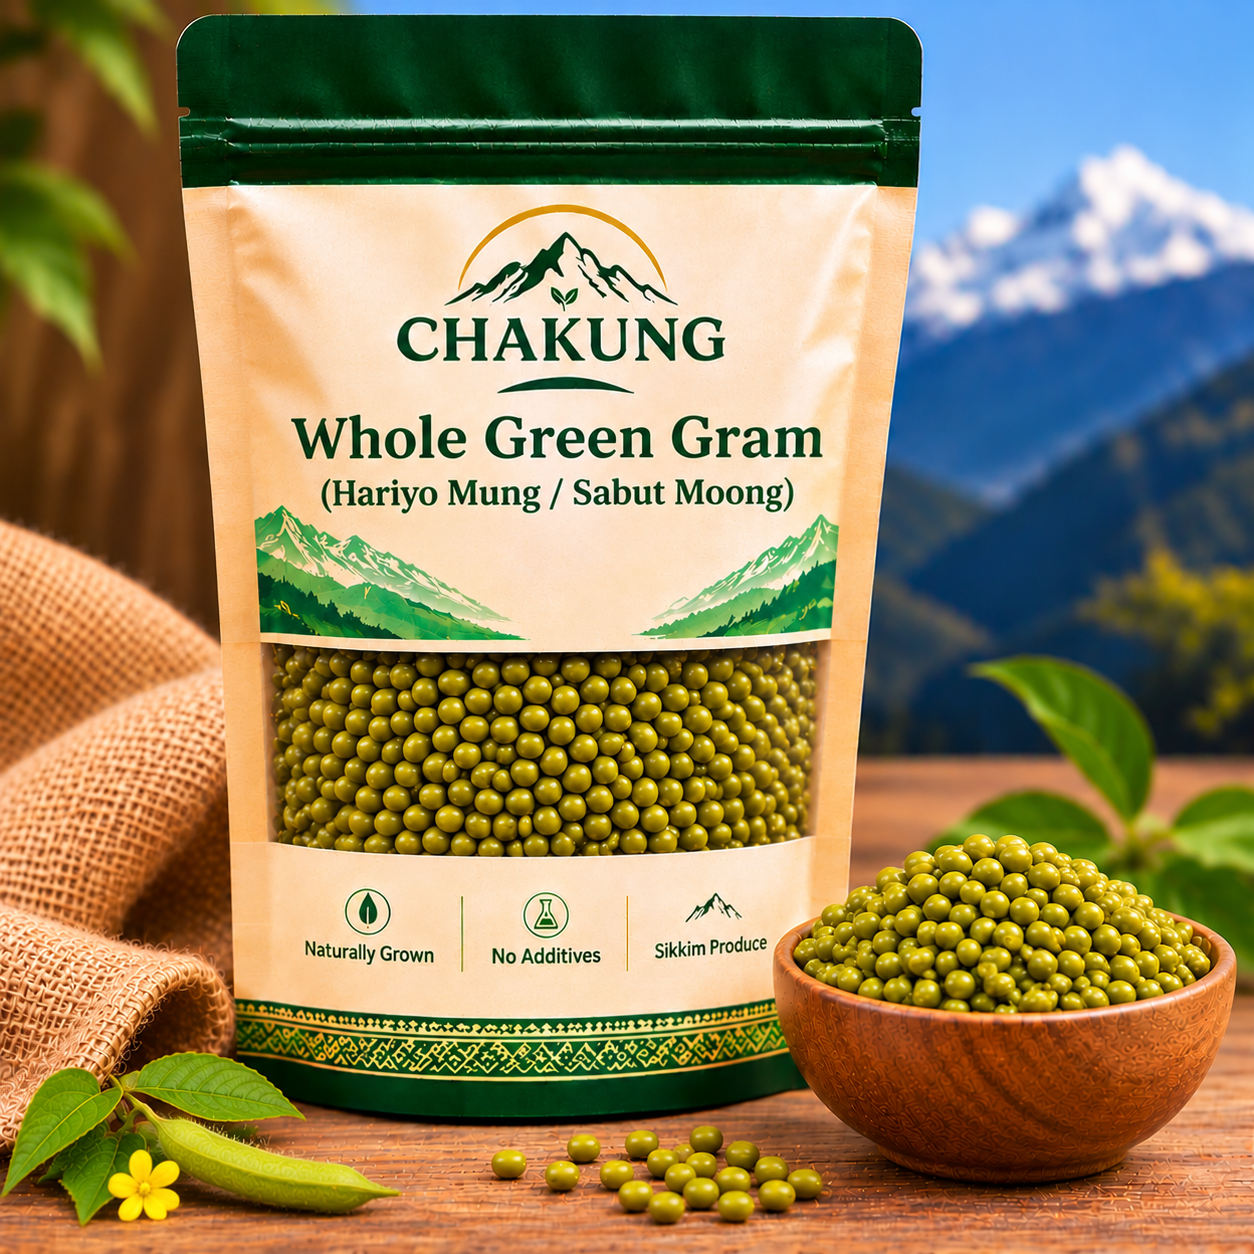 CHAKUNG
Whole Green Gram
(Hariyo Mung / Sabut Moong)
Naturally Grown
No Additives
Sikkim Produce